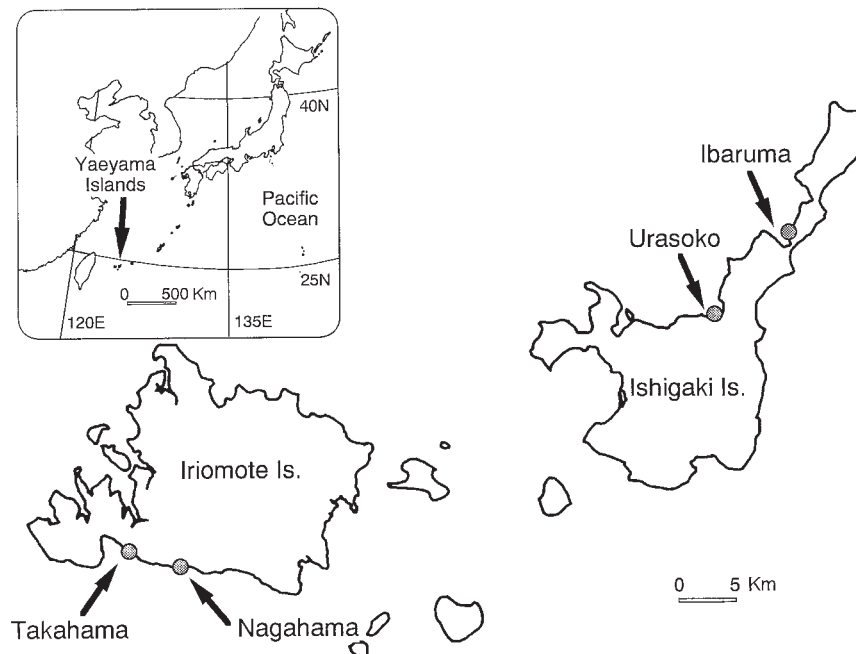 40N
Yaeyama
Islands
Pacific
Ocean
0 500 Km
25N
120E
135E
Ibaruma
Urasoko
Ishigaki Is.
Iriomote Is.
0 5 Km
Takahama
Nagahama